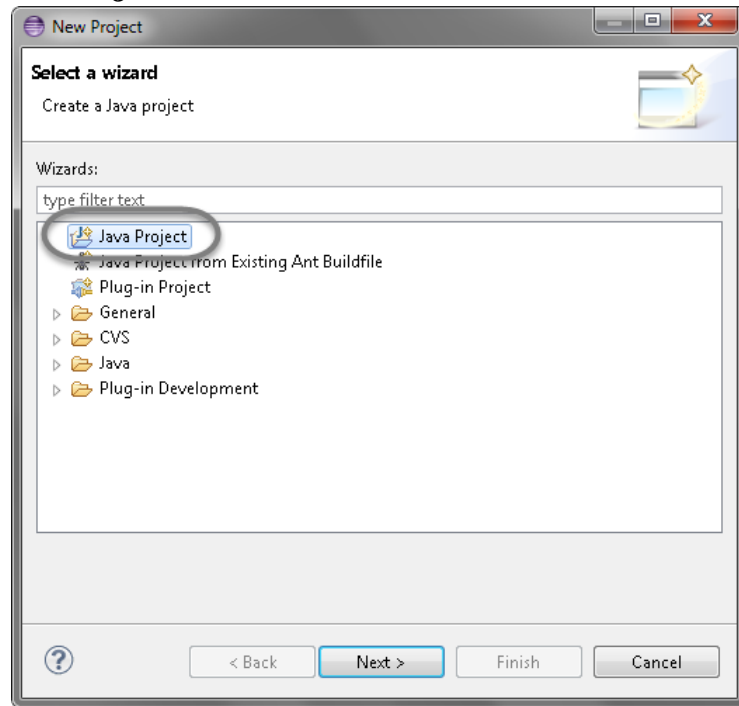 New Project
Select a wizard
Create a Java project
Wizards:
type filter text
Java Project
Java Project from Existing Ant Buildfile
Plug-in Project
General
CVS
Java
Plug-in Development
?
< Back Next > Finish Cancel